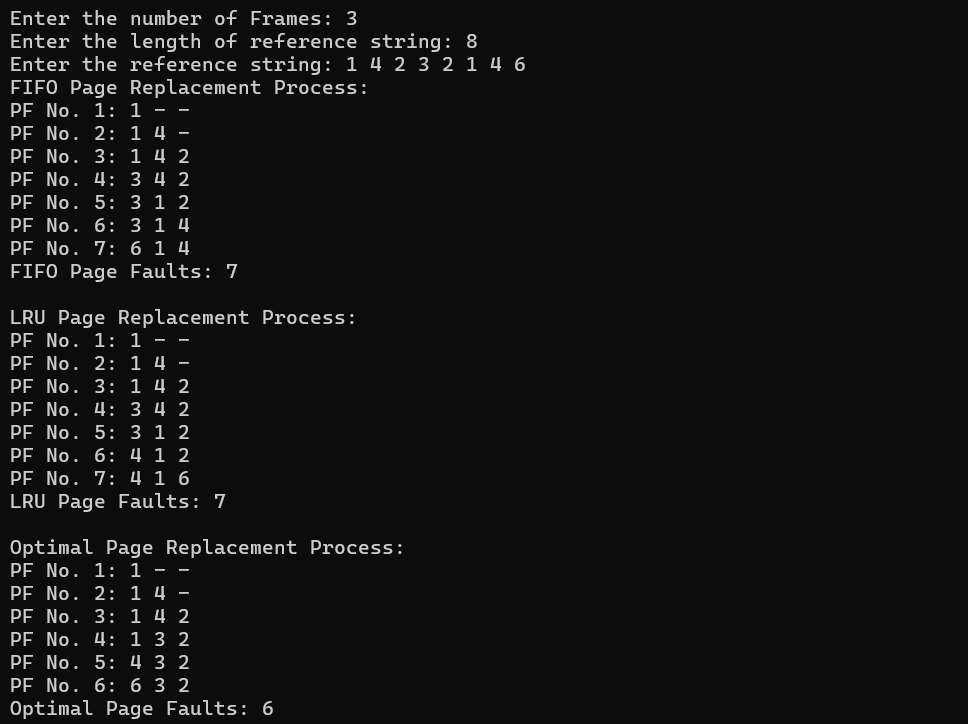 Enter the number of Frames: 3
Enter the length of reference string: 8
Enter the reference string: 1 4 2 3 2 1 4 6
FIFO Page Replacement Process:
PF No. 1: 1 - -
PF No. 2: 1 4 -
PF No. 3: 1 4 2
PF No. 4: 3 4 2
PF No. 5: 3 1 2
PF No. 6: 3 1 4
PF No. 7: 6 1 4
FIFO Page Faults: 7
LRU Page Replacement Process:
PF No. 1: 1 - -
PF No. 2: 1 4 -
PF No. 3: 1 4 2
PF No. 4: 3 4 2
PF No. 5: 3 1 2
PF No. 6: 4 1 2
PF No. 7: 4 1 6
LRU Page Faults: 7
Optimal Page Replacement Process:
PF No. 1: 1 - -
PF No. 2: 1 4 -
PF No. 3: 1 4 2
PF No. 4: 1 3 2
PF No. 5: 4 3 2
PF No. 6: 6 3 2
Optimal Page Faults: 6